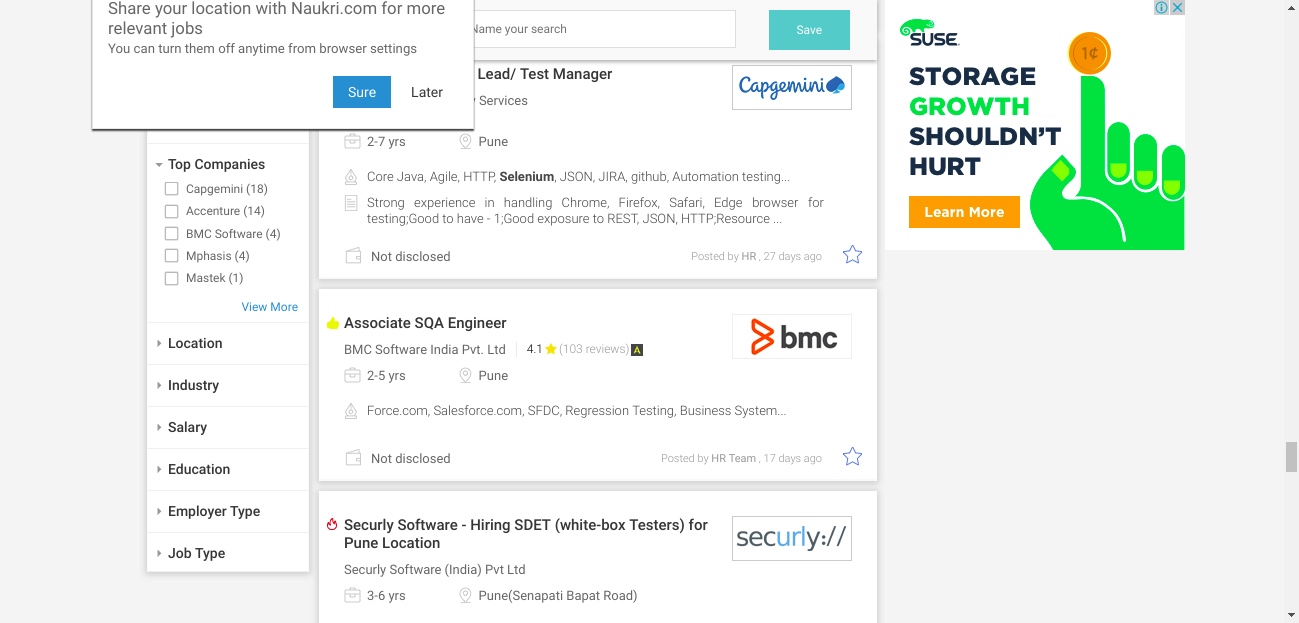 Share your location with Naukri.com for more
relevant jobs
You can turn them off anytime from browser settings
Sure
Later
Name your search
Save
Top Companies
Capgemini (18)
Accenture (14)
BMC Software (4)
Mphasis (4)
Mastek (1)
View More
Location
Industry
Salary
Education
Employer Type
Job Type
Lead/ Test Manager
Capgemini
Services
2-7 yrs
Pune
Core Java, Agile, HTTP, Selenium, JSON, JIRA, github, Automation testing...
Strong experience in handling Chrome, Firefox, Safari, Edge browser for
testing;Good to have - 1;Good exposure to REST, JSON, HTTP;Resource ...
Not disclosed
Posted by HR , 27 days ago
Associate SQA Engineer
bmc
BMC Software India Pvt. Ltd
4.1 (103 reviews) A
2-5 yrs
Pune
Force.com, Salesforce.com, SFDC, Regression Testing, Business System...
Not disclosed
Posted by HR Team , 17 days ago
Securly Software - Hiring SDET (white-box Testers) for
Pune Location
securly://
Securly Software (India) Pvt Ltd
3-6 yrs
Pune(Senapati Bapat Road)
SUSE
1¢
STORAGE
GROWTH
SHOULDN'T
HURT
Learn More